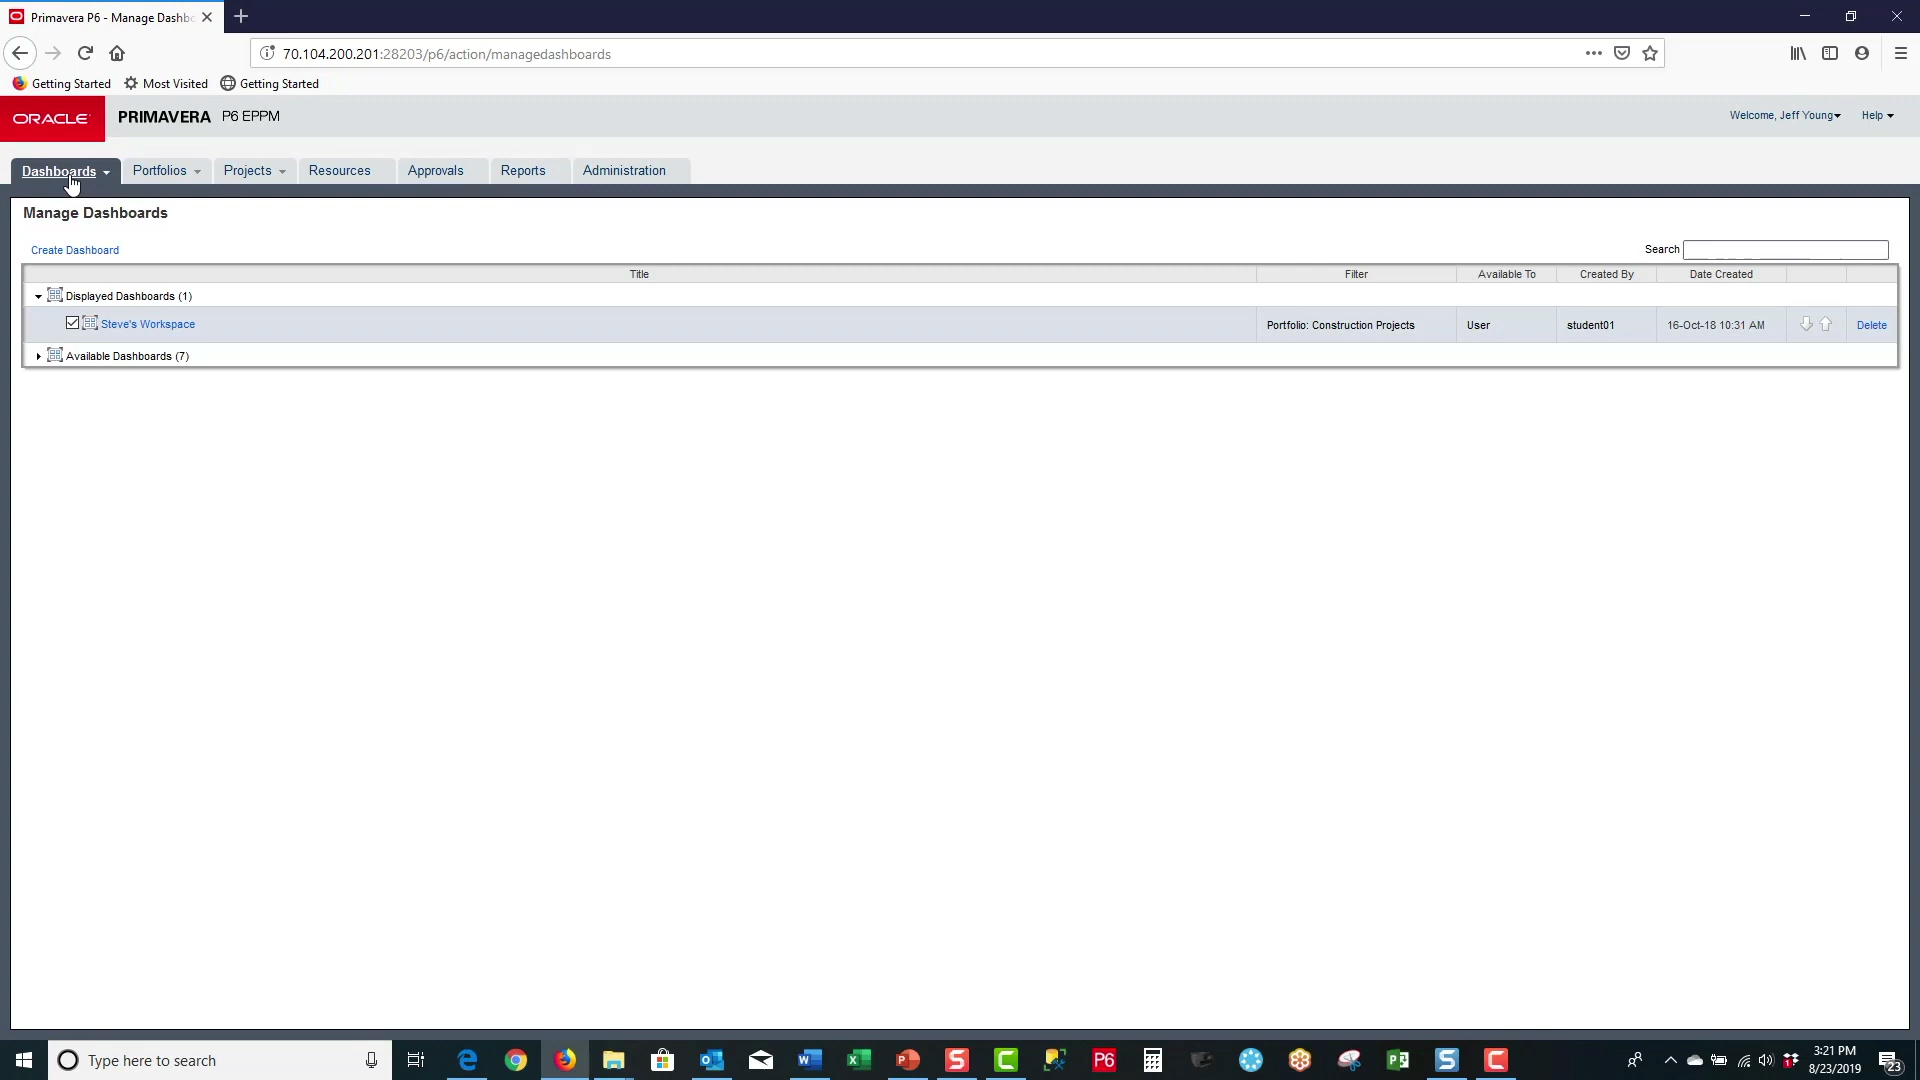 Primavera P6 - Manage Dashbo
70.104.200.201:28203/p6/action/managedashboards
Getting Started Most Visited Getting Started
ORACLE PRIMAVERA P6 EPPM Welcome, Jeff Young Help
Dashboards Portfolios Projects Resources Approvals Reports Administration
Manage Dashboards
Create Dashboard Search
Title Filter Available To Created By Date Created
Displayed Dashboards (1)
Steve's Workspace Portfolio: Construction Projects User student01 16-Oct-18 10:31 AM Delete
Available Dashboards (7)
Type here to search
P6
3:21 PM
8/23/2019
23